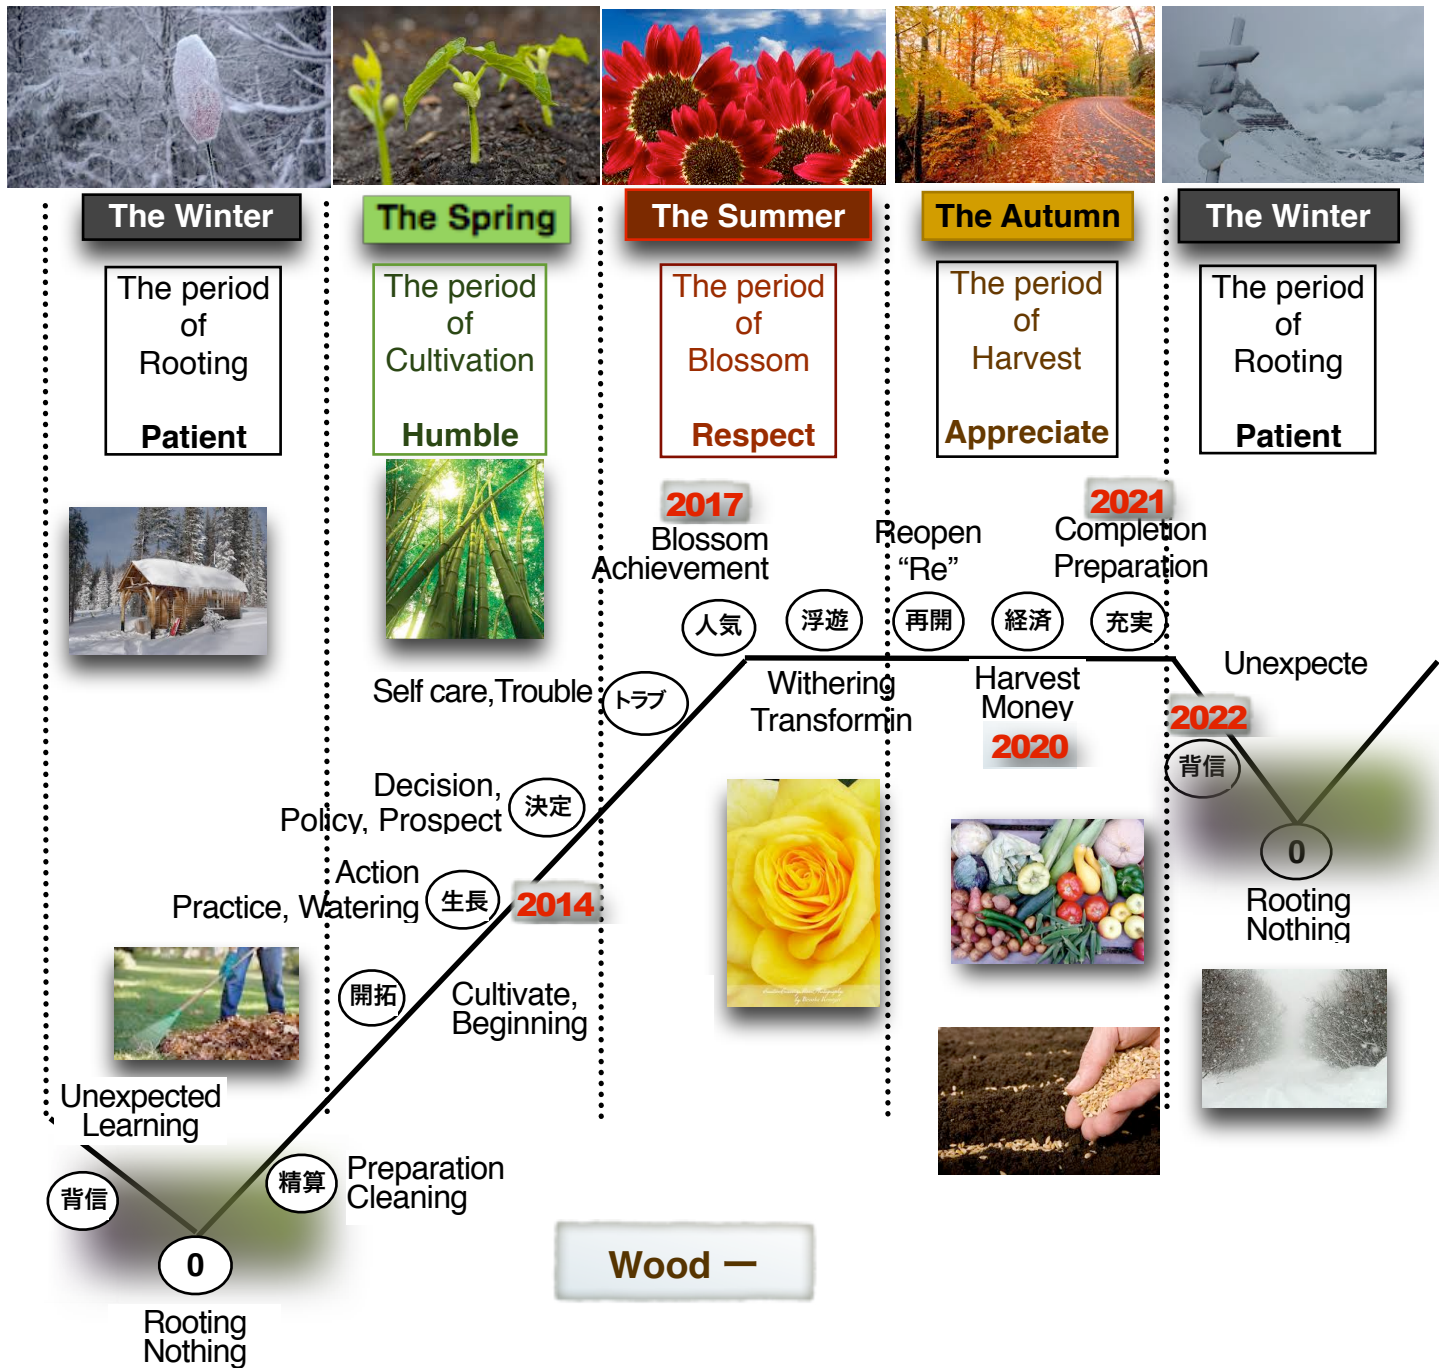 The Winter
The Spring
The Summer
The Autumn
The Winter
The period
of
Rooting
Patient
The period
of
Cultivation
Humble
The period
of
Blossom
Respect
The period
of
Harvest
Appreciate
The period
of
Rooting
Patient
2017
Blossom
Achievement
Reopen
“Re”
2021
Completion
Preparation
人気
浮遊
再開
経済
充実
Self care,Trouble
トラブ
Withering
Transformin
Harvest
Money
2020
Unexpecte
2022
背信
Decision,
Policy, Prospect
決定
Action
Practice, Watering
生長
2014
0
Rooting
Nothing
開拓
Cultivate,
Beginning
Unexpected
Learning
背信
精算
Preparation
Cleaning
0
Rooting
Nothing
Wood ー